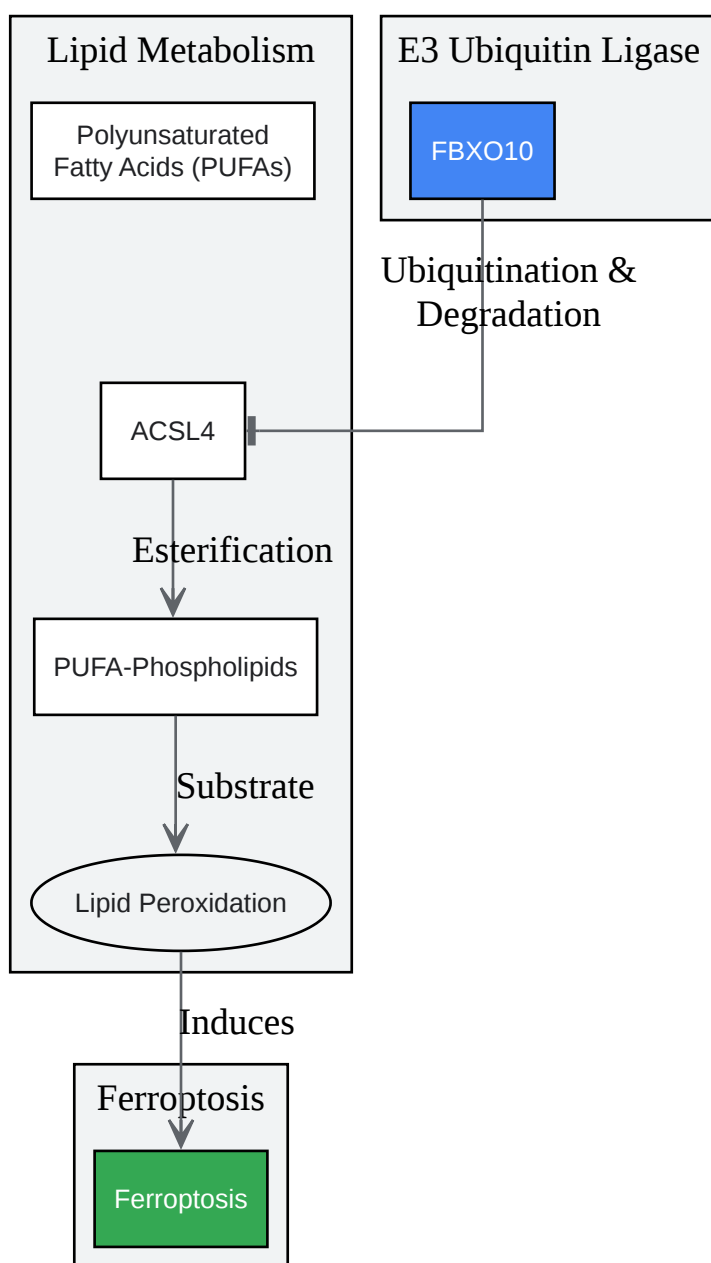 Lipid Metabolism
E3 Ubiquitin Ligase
Polyunsaturated
Fatty Acids (PUFAs)
FBXO10
Ubiquitination &
Degradation
ACSL4
Esterification
PUFA-Phospholipids
Substrate
Lipid Peroxidation
Induces
Ferroptosis
Ferroptosis